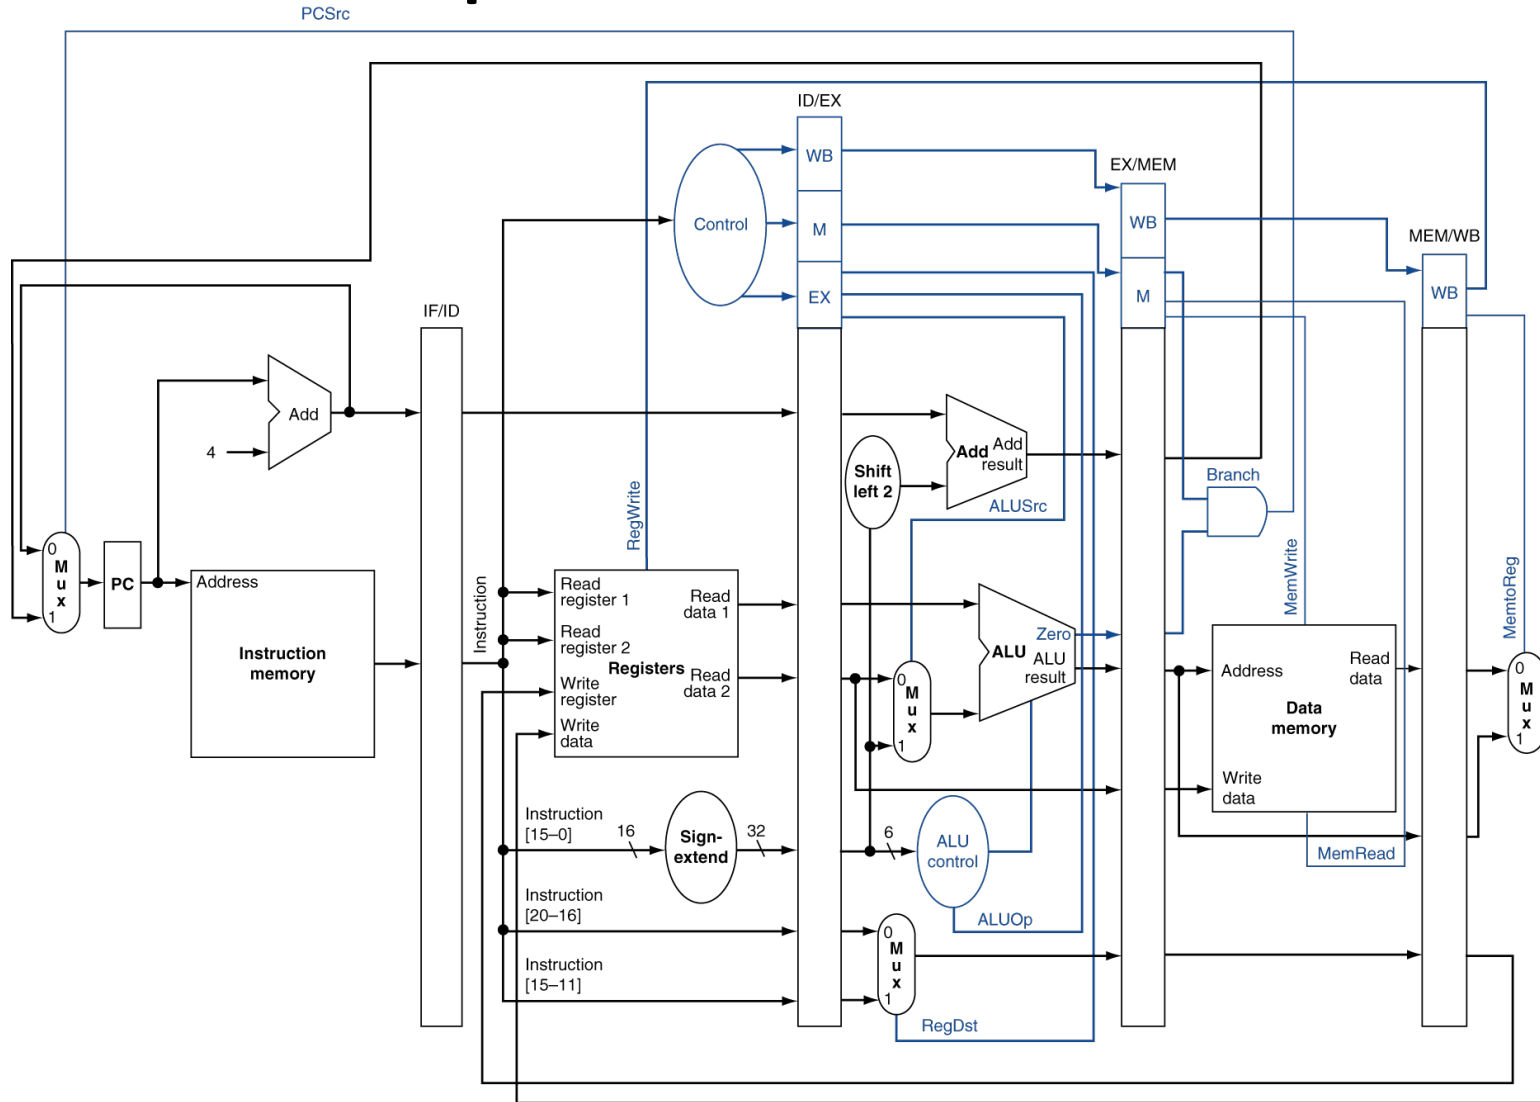 PCSrc
ID/EX
WB
EX/MEM
Control
M
WB
MEM/WB
EX
M
WB
IF/ID
Add
4
Add
Add
result
Shift
left 2
Branch
ALUSrc
RegWrite
MemWrite
MemtoReg
0
M
u
x
1
PC
Address
Instruction
memory
Instruction
Read
register 1
Read
register 2
Write
register
Write
data
Registers
Read
data 1
Read
data 2
0
M
u
x
1
Zero
ALU
ALU
result
Address
Read
data
Data
memory
Write
data
0
M
u
x
1
Instruction
[15–0]
16
Sign-
extend
32
6
ALU
control
MemRead
Instruction
[20–16]
ALUOp
Instruction
[15–11]
0
M
u
x
1
RegDst